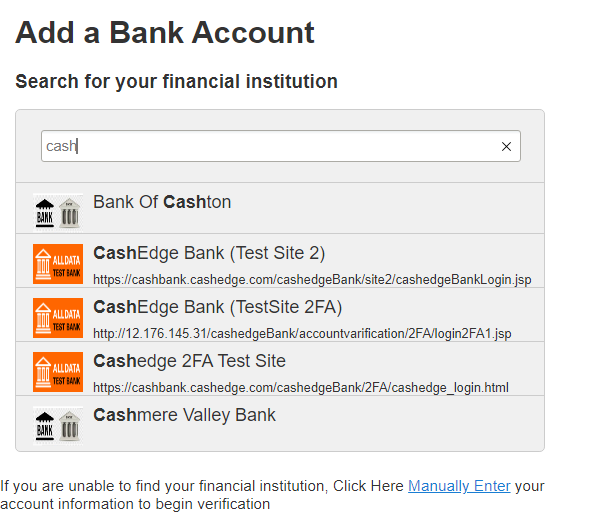 Add a Bank Account
Search for your financial institution
cash
BANK
Bank Of Cashton
ALLDATA
TEST BANK
CashEdge Bank (Test Site 2)
https://cashbank.cashedge.com/cashedgeBank/site2/cashedgeBankLogin.jsp
ALLDATA
TEST BANK
CashEdge Bank (TestSite 2FA)
http://12.176.145.31/cashedgeBank/accountvarification/2FA/login2FA1.jsp
ALLDATA
TEST BANK
Cashedge 2FA Test Site
https://cashbank.cashedge.com/cashedgeBank/2FA/cashedge_login.html
BANK
Cashmere Valley Bank
If you are unable to find your financial institution, Click Here Manually Enter your
account information to begin verification